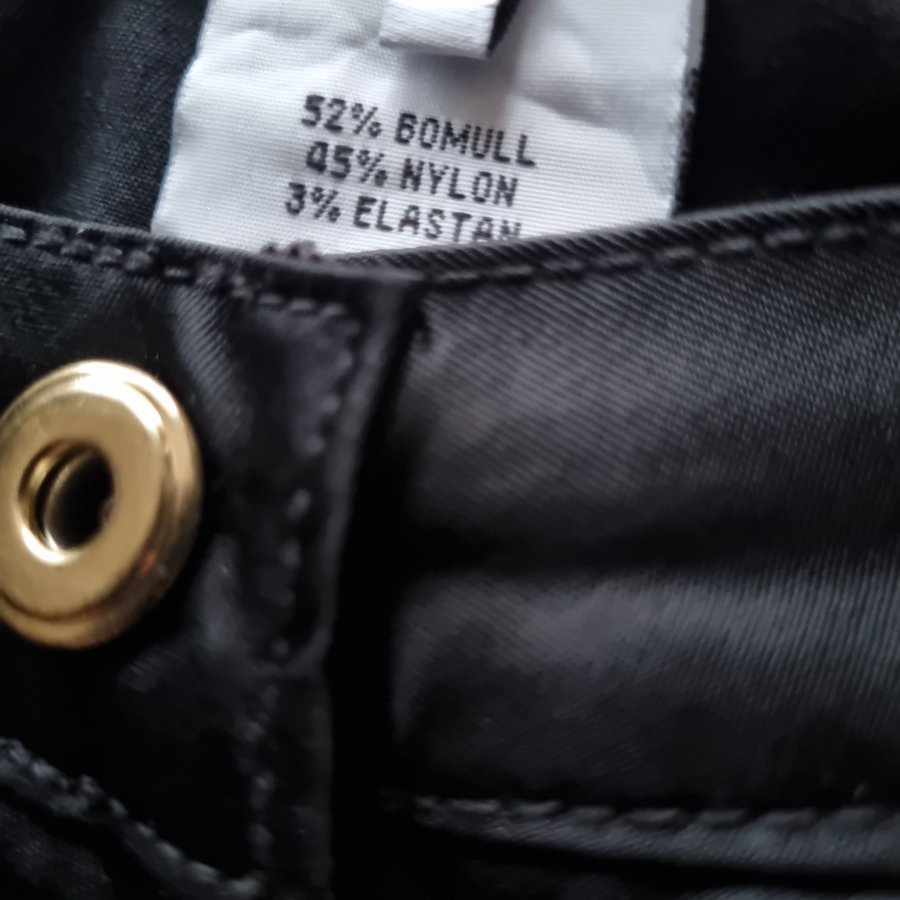 52% BOMULL
45% NYLON
3% ELASTAN